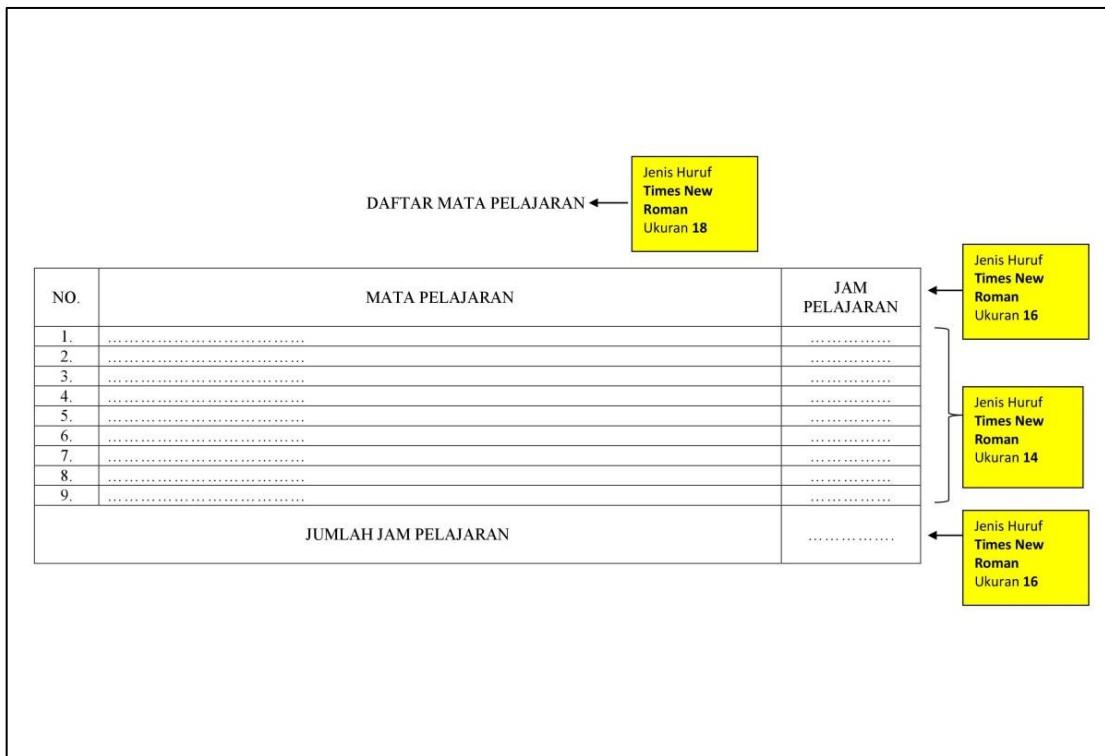 DAFTAR MATA PELAJARAN
Jenis Huruf
Times New
Roman
Ukuran 18
NO. MATA PELAJARAN JAM
PELAJARAN
Jenis Huruf
Times New
Roman
Ukuran 16
1. ………………………………… ……………
2. ………………………………… ……………
3. ………………………………… ……………
4. ………………………………… ……………
5. ………………………………… ……………
6. ………………………………… ……………
7. ………………………………… ……………
8. ………………………………… ……………
9. ………………………………… ……………
Jenis Huruf
Times New
Roman
Ukuran 14
JUMLAH JAM PELAJARAN …………….
Jenis Huruf
Times New
Roman
Ukuran 16